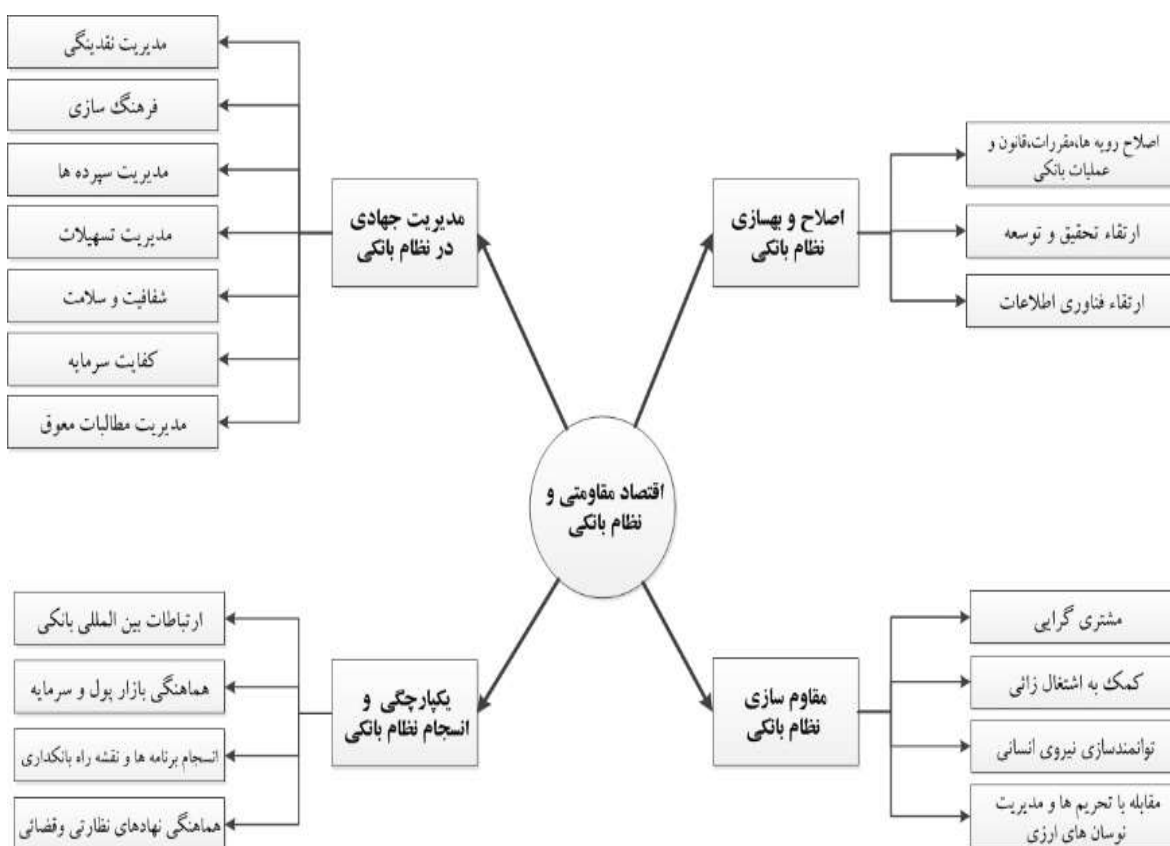 اصلاح رویه ها،مقررات،قانون و
عملیات بانکی
ارتقاء تحقیق و توسعه
ارتقاء فناوری اطلاعات
اصلاح و بهسازی
نظام بانکی
مدیریت جهادی
در نظام بانکی
مدیریت نقدینگی
فرهنگ سازی
مدیریت سپرده ها
مدیریت تسهیلات
شفافیت و سلامت
کفایت سرمایه
مدیریت مطالبات معوق
اقتصاد مقاومتی و
نظام بانکی
مشتری گرایی
کمک به اشتغال زائی
توانمندسازی نیروی انسانی
مقابله با تحریم ها و مدیریت
نوسان های ارزی
مقاوم سازی
نظام بانکی
یکپارچگی و
انسجام نظام بانکی
ارتباطات بین المللی بانکی
هماهنگی بازار پول و سرمایه
انسجام برنامه ها و نقشه راه بانکداری
هماهنگی نهادهای نظارتی وقضائی